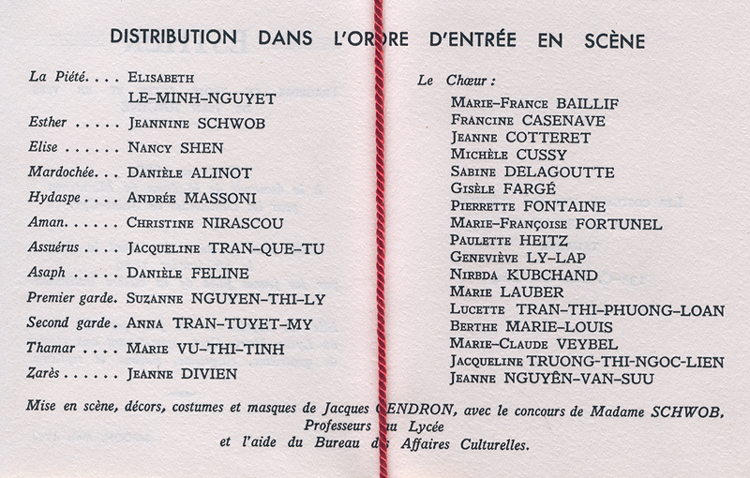 DISTRIBUTION DANS L'ORDRE D'ENTRÉE EN SCÈNE
La Piété.... ELISABETH
LE-MINH-NGUYET
Esther ..... JEANNINE SCHWOB
Elise ..... NANCY SHEN
Mardochée... DANIÈLE ALINOT
Hydaspe .... ANDRÉE MASSONI
Aman....... CHRISTINE NIRASCOU
Assuérus.... JACQUELINE TRAN-QUE-TU
Asaph ..... DANIÈLE FELINE
Premier garde. SUZANNE NGUYEN-THI-LY
Second garde. ANNA TRAN-TUYET-MY
Thamar .... MARIE VU-THI-TINH
Zarès ...... JEANNE DIVIEN
Le Chœur :
MARIE-FRANCE BAILLIF
FRANCINE CASENAVE
JEANNE COTTERET
MICHÈLE CUSSY
SABINE DELAGOUTTE
GISÈLE FARGÉ
PIERRETTE FONTAINE
MARIE-FRANÇOISE FORTUNEL
PAULETTE HEITZ
GENEVIÈVE LY-LAP
NIRBDA KUBCHAND
MARIE LAUBER
LUCETTE TRAN-THI-PHUONG-LOAN
BERTHE MARIE-LOUIS
MARIE-CLAUDE VEYBEL
JACQUELINE TRUONG-THI-NGOC-LIEN
JEANNE NGUYÊN-VAN-SUU
Mise en scène, décors, costumes et masques de Jacques GENDRON, avec le concours de Madame SCHWOB,
Professeurs au Lycée
et l'aide du Bureau des Affaires Culturelles.